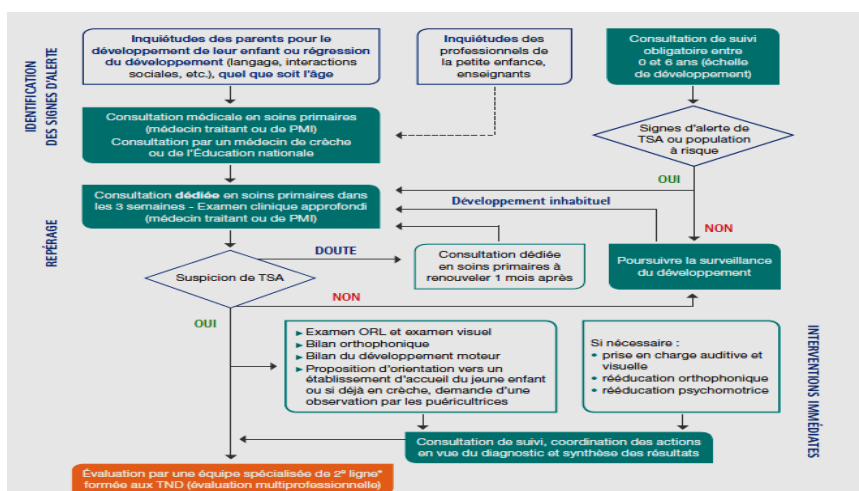 IDENTIFICATION
DES SIGNES D'ALERTE
Inquiétudes des parents pour le
développement de leur enfant ou régression
du développement (langage, interactions
sociales, etc.), quel que soit l'âge
Inquiétudes des
professionnels de
la petite enfance,
enseignants
Consultation de suivi
obligatoire entre
0 et 6 ans (échelle
de développement)
Consultation médicale en soins primaires
(médecin traitant ou de PMI)
Consultation par un médecin de crèche
ou de l'Éducation nationale
Signes d'alerte de
TSA ou population
à risque
OUI
NON
REPÉRAGE
Consultation dédiée en soins primaires dans
les 3 semaines - Examen clinique approfondi
(médecin traitant ou de PMI)
Développement inhabituel
Suspicion de TSA
DOUTE
Consultation dédiée
en soins primaires à
renouveler 1 mois après
Poursuivre la surveillance
du développement
NON
OUI
INTERVENTIONS IMMÉDIATES
► Examen ORL et examen visuel
► Bilan orthophonique
► Bilan du développement moteur
► Proposition d'orientation vers un
établissement d'accueil du jeune enfant
ou si déjà en crèche, demande d'une
observation par les puéricultrices
Si nécessaire :
• prise en charge auditive et
visuelle
• rééducation orthophonique
• rééducation psychomotrice
Consultation de suivi, coordination des actions
en vue du diagnostic et synthèse des résultats
Évaluation par une équipe spécialisée de 2e ligne*
formée aux TND (évaluation multiprofessionnelle)